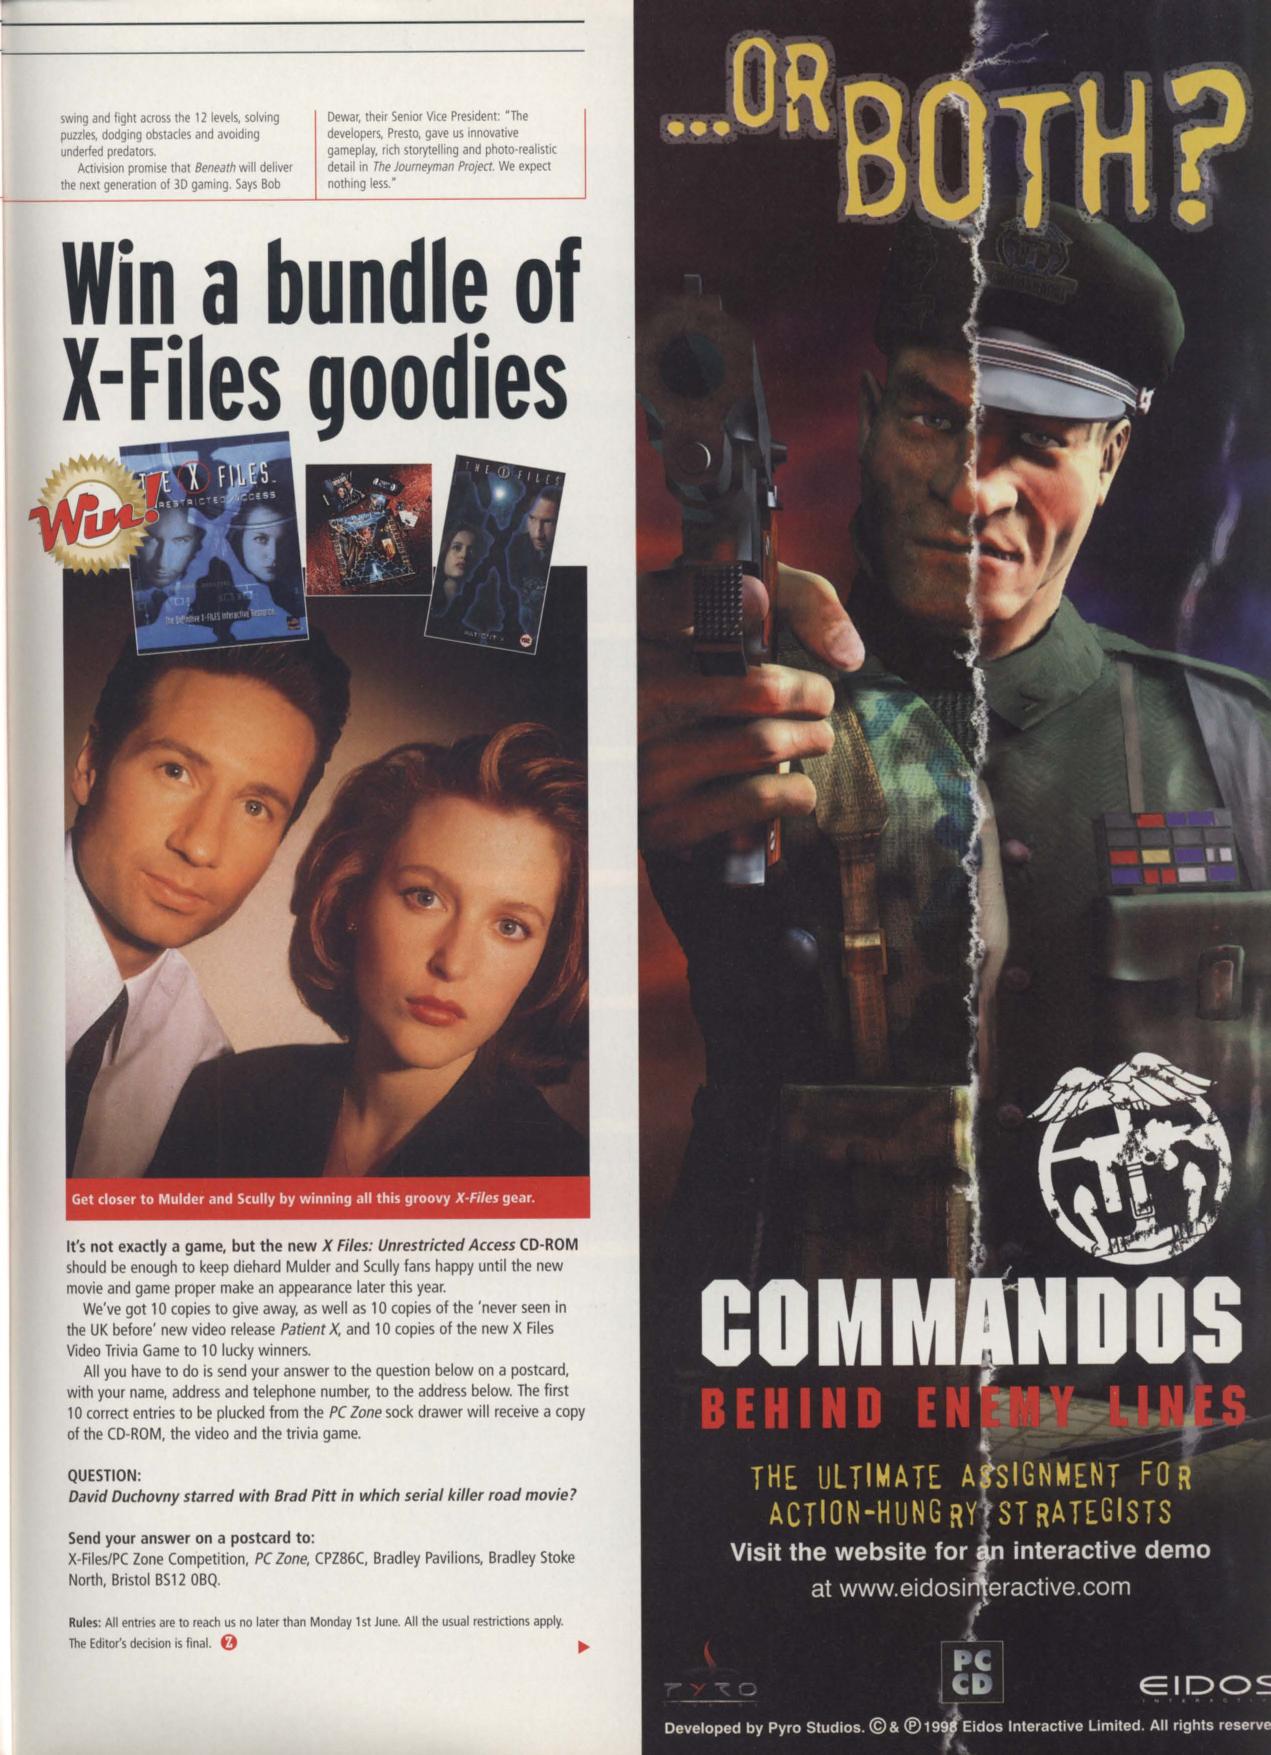 swing and fight across the 12 levels, solving
puzzles, dodging obstacles and avoiding
underfed predators.
Activision promise that Beneath will deliver
the next generation of 3D gaming. Says Bob
Dewar, their Senior Vice President: “The
developers, Presto, gave us innovative
gameplay, rich storytelling and photo-realistic
detail in The Journeyman Project. We expect
nothing less.”
Win a bundle of
X-Files goodies
Win!
THE X FILES
UNRESTRICTED ACCESS
The Definitive X-FILES Interactive Resource.
THE X FILES
PATIENT X
Get closer to Mulder and Scully by winning all this groovy X-Files gear.
It’s not exactly a game, but the new X Files: Unrestricted Access CD-ROM
should be enough to keep diehard Mulder and Scully fans happy until the new
movie and game proper make an appearance later this year.
We’ve got 10 copies to give away, as well as 10 copies of the ‘never seen in
the UK before’ new video release Patient X, and 10 copies of the new X Files
Video Trivia Game to 10 lucky winners.
All you have to do is send your answer to the question below on a postcard,
with your name, address and telephone number, to the address below. The first
10 correct entries to be plucked from the PC Zone sock drawer will receive a copy
of the CD-ROM, the video and the trivia game.
QUESTION:
David Duchovny starred with Brad Pitt in which serial killer road movie?
Send your answer on a postcard to:
X-Files/PC Zone Competition, PC Zone, CPZ86C, Bradley Pavilions, Bradley Stoke
North, Bristol BS12 0BQ.
Rules: All entries are to reach us no later than Monday 1st June. All the usual restrictions apply.
The Editor’s decision is final. Z
...OR BOTH?
COMMANDOS
BEHIND ENEMY LINES
THE ULTIMATE ASSIGNMENT FOR
ACTION-HUNGRY STRATEGISTS
Visit the website for an interactive demo
at www.eidosinteractive.com
PYRO
PC
CD
EIDOS
INTERACTIVE
Developed by Pyro Studios. © & ℗ 1998 Eidos Interactive Limited. All rights reserve